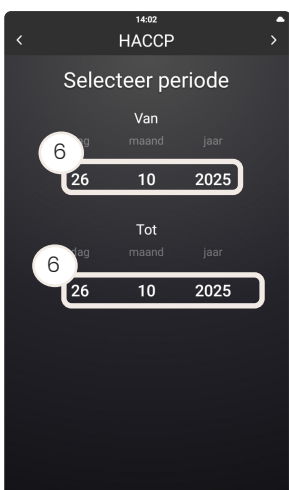 14:02
< HACCP >
Selecteer periode
Van
6
maand jaar
26 10 2025
Tot
6
dag maand jaar
26 10 2025